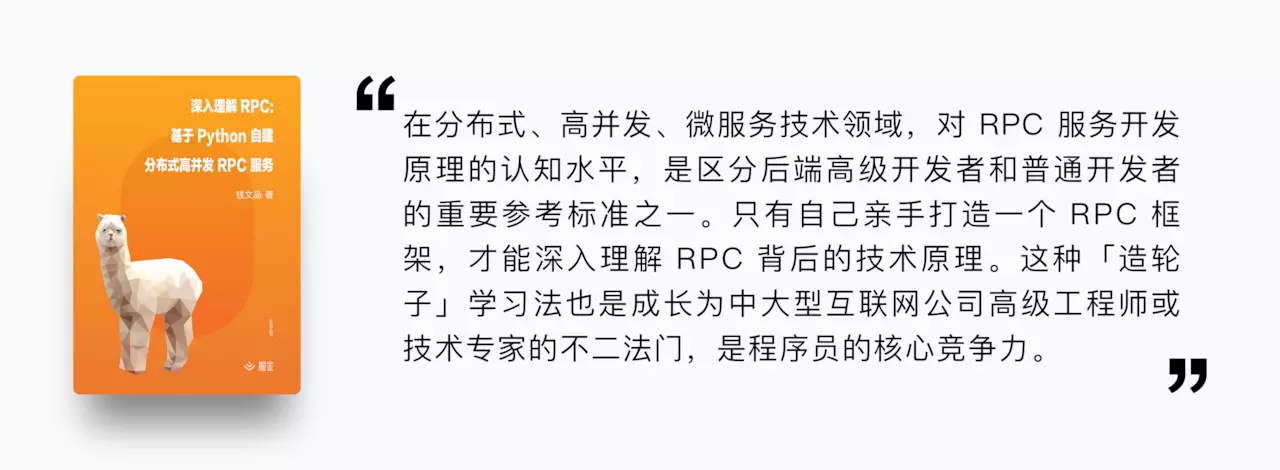 深入理解 RPC:
基于 Python 自建
分布式高并发 RPC 服务
钱文品 著
掘金
“
在分布式、高并发、微服务技术领域，对 RPC 服务开发
原理的认知水平，是区分后端高级开发者和普通开发者
的重要参考标准之一。只有自己亲手打造一个 RPC 框
架，才能深入理解 RPC 背后的技术原理。这种「造轮
子」学习法也是成长为中大型互联网公司高级工程师或
技术专家的不二法门，是程序员的核心竞争力。
”